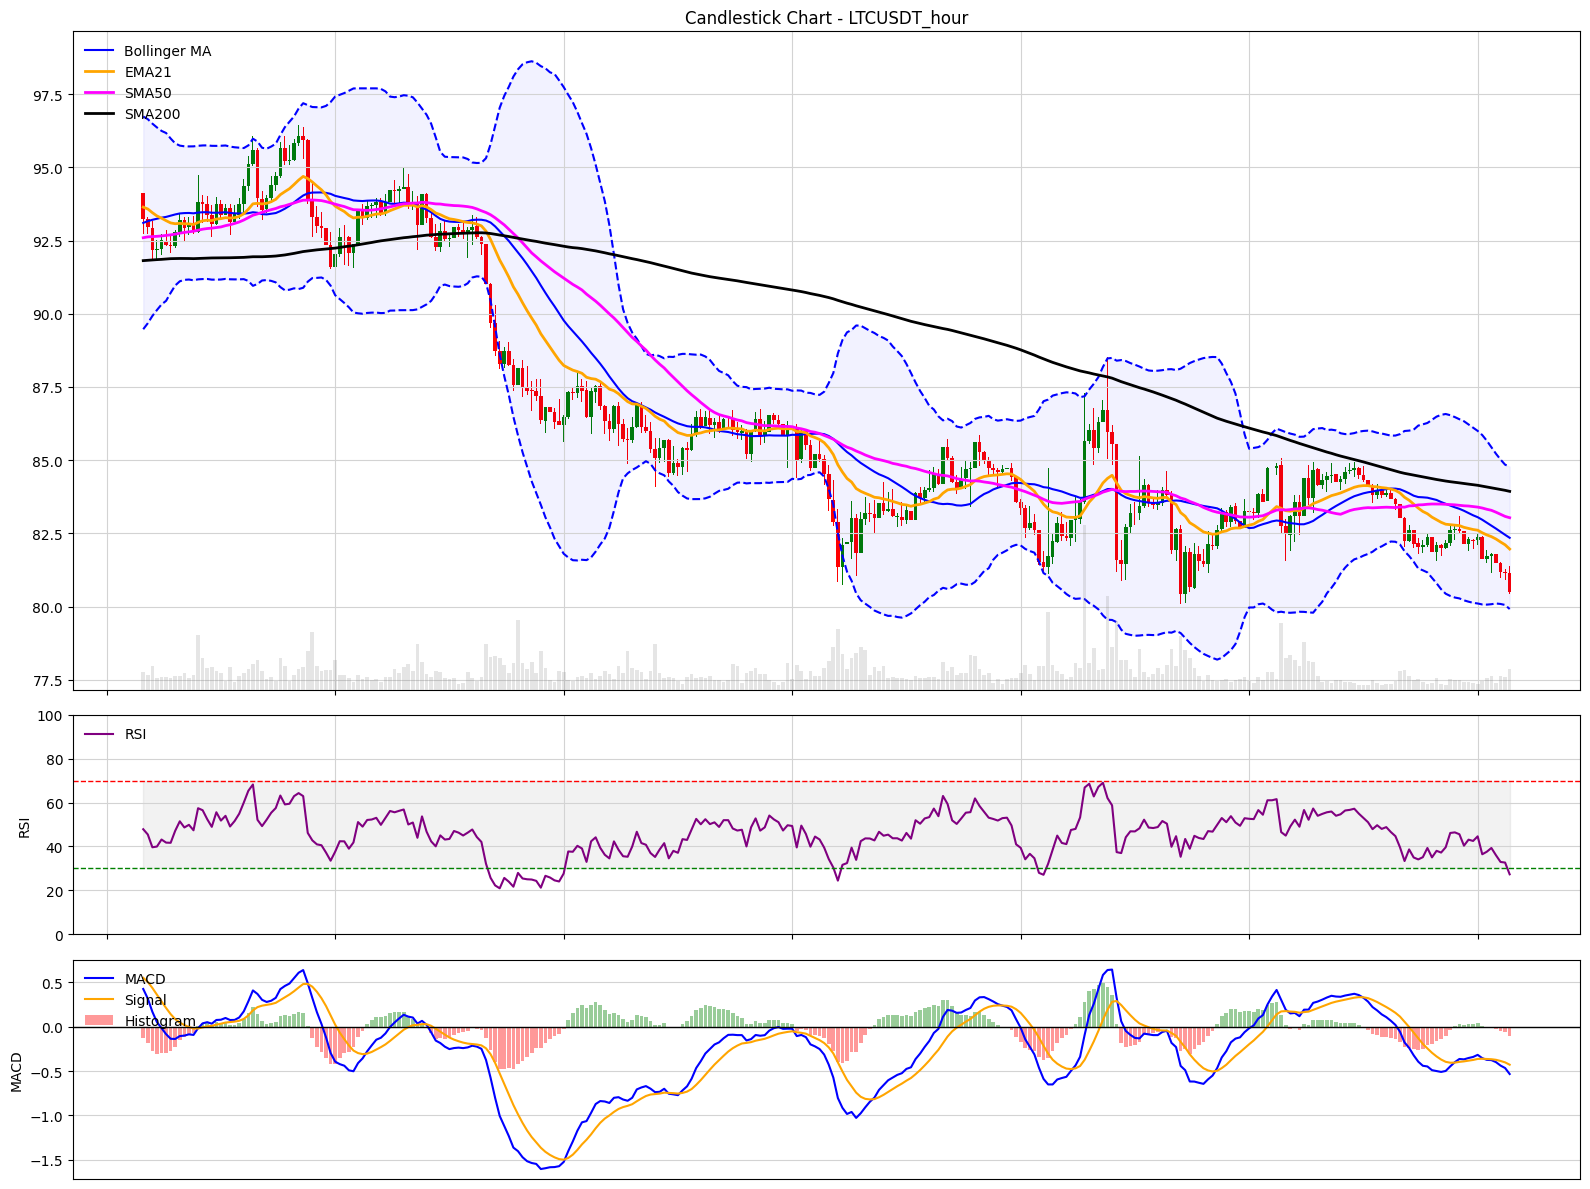 Candlestick Chart - LTCUSDT_hour
Bollinger MA
EMA21
SMA50
SMA200
97.5
95.0
92.5
90.0
87.5
85.0
82.5
80.0
77.5
RSI
100
80
60
40
20
0
RSI
MACD
Signal
Histogram
0.5
0.0
−0.5
−1.0
−1.5
MACD